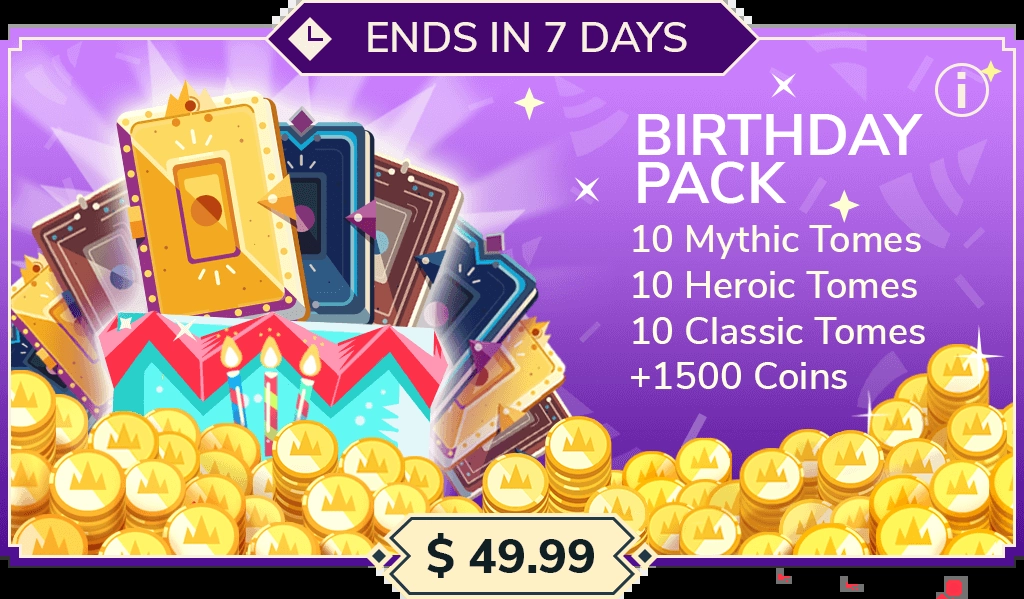 ENDS IN 7 DAYS
i
BIRTHDAY
PACK
10 Mythic Tomes
10 Heroic Tomes
10 Classic Tomes
+1500 Coins
$ 49.99